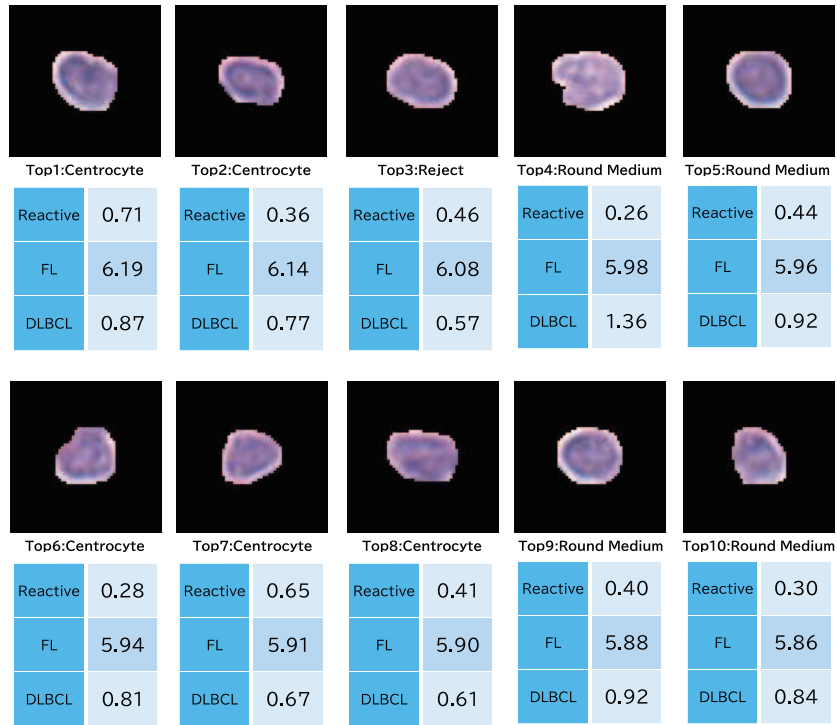 Top1:Centrocyte Top2:Centrocyte Top3:Reject Top4:Round Medium Top5:Round Medium
Reactive 0.71 Reactive 0.36 Reactive 0.46 Reactive 0.26 Reactive 0.44
FL 6.19 FL 6.14 FL 6.08 FL 5.98 FL 5.96
DLBCL 0.87 DLBCL 0.77 DLBCL 0.57 DLBCL 1.36 DLBCL 0.92
Top6:Centrocyte Top7:Centrocyte Top8:Centrocyte Top9:Round Medium Top10:Round Medium
Reactive 0.28 Reactive 0.65 Reactive 0.41 Reactive 0.40 Reactive 0.30
FL 5.94 FL 5.91 FL 5.90 FL 5.88 FL 5.86
DLBCL 0.81 DLBCL 0.67 DLBCL 0.61 DLBCL 0.92 DLBCL 0.84